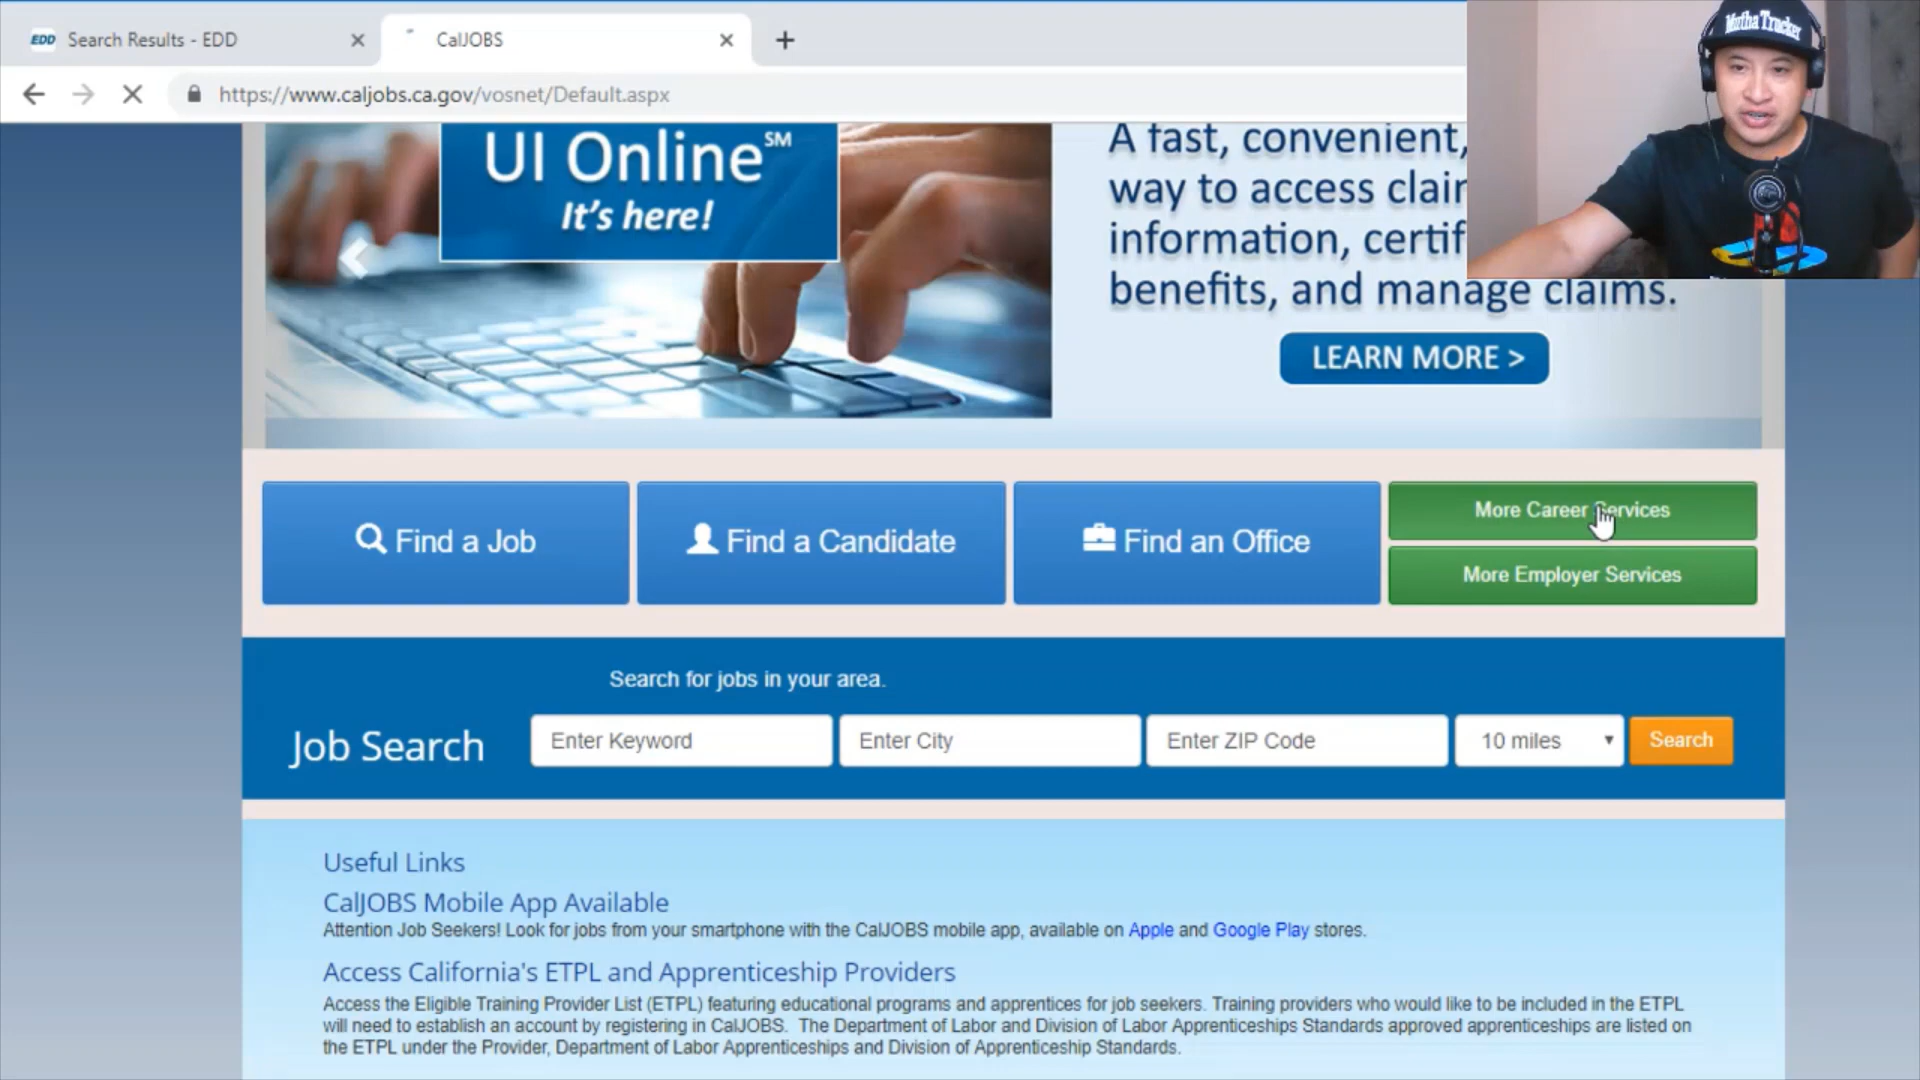 EDD Search Results - EDD
CalJOBS
https://www.caljobs.ca.gov/vosnet/Default.aspx
Mutha Trucker
UI Online℠
It's here!
A fast, convenient,
way to access
information,
benefits, and manage claims.
LEARN MORE >
Find a Job
Find a Candidate
Find an Office
More Career Services
More Employer Services
Search for jobs in your area.
Job Search
Enter Keyword
Enter City
Enter ZIP Code
10 miles
Search
Useful Links
CalJOBS Mobile App Available
Attention Job Seekers! Look for jobs from your smartphone with the CalJOBS mobile app, available on Apple and Google Play stores.
Access California's ETPL and Apprenticeship Providers
Access the Eligible Training Provider List (ETPL) featuring educational programs and apprentices for job seekers. Training providers who would like to be included in the ETPL
will need to establish an account by registering in CalJOBS. The Department of Labor and Division of Labor Apprenticeships Standards approved apprenticeships are listed on
the ETPL under the Provider, Department of Labor Apprenticeships and Division of Apprenticeship Standards.